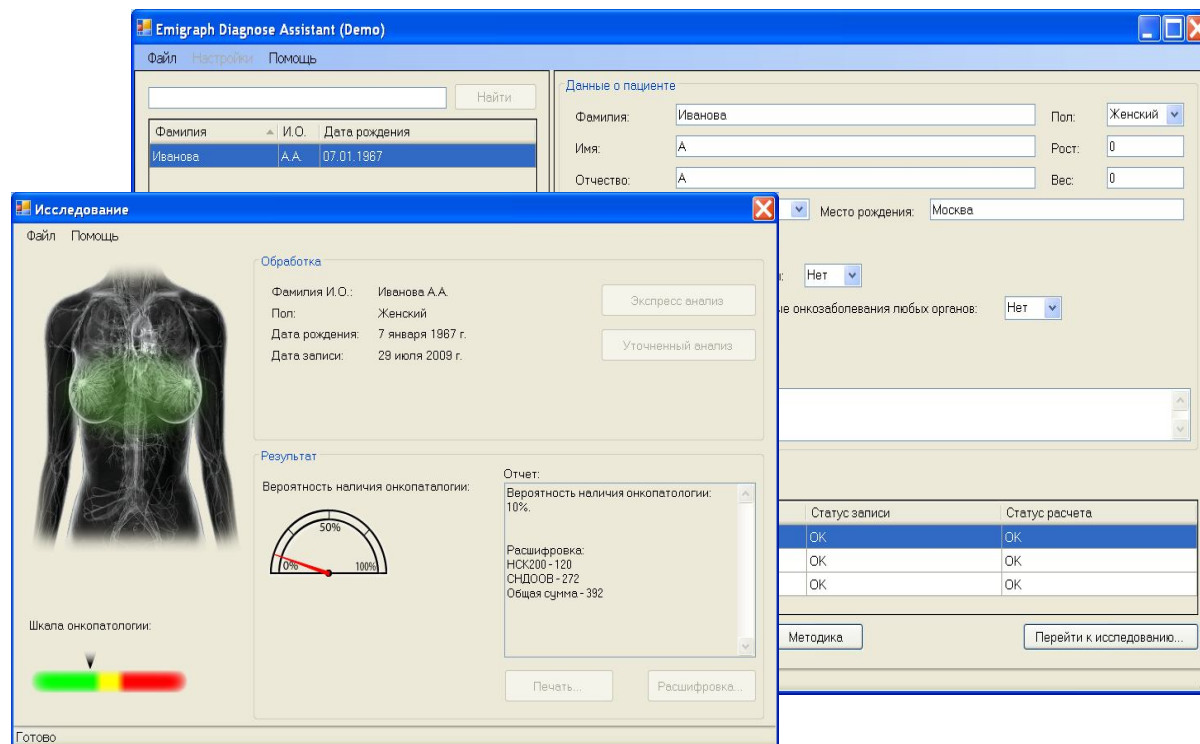 Emigraph Diagnose Assistant (Demo)
Файл Настройки Помощь
Найти
Фамилия И.О. Дата рождения
Иванова А.А. 07.01.1967
Данные о пациенте
Фамилия: Иванова Пол: Женский
Имя: А Рост: 0
Отчество: А Вес: 0
Место рождения: Москва
Нет
ые онкозаболевания любых органов: Нет
Статус записи Статус расчета
OK OK
OK OK
OK OK
Методика Перейти к исследованию...
Исследование
Файл Помощь
Обработка
Фамилия И.О.: Иванова А.А.
Пол: Женский
Дата рождения: 7 января 1967 г.
Дата записи: 29 июля 2009 г.
Экспресс анализ
Уточненный анализ
Результат
Вероятность наличия онкопаталогии:
50%
0% 100%
Отчет:
Вероятность наличия онкопатологии:
10%.
Расшифровка:
НСК200 - 120
СНДООВ - 272
Общая сумма - 392
Шкала онкопатологии:
Печать... Расшифровка...
Готово